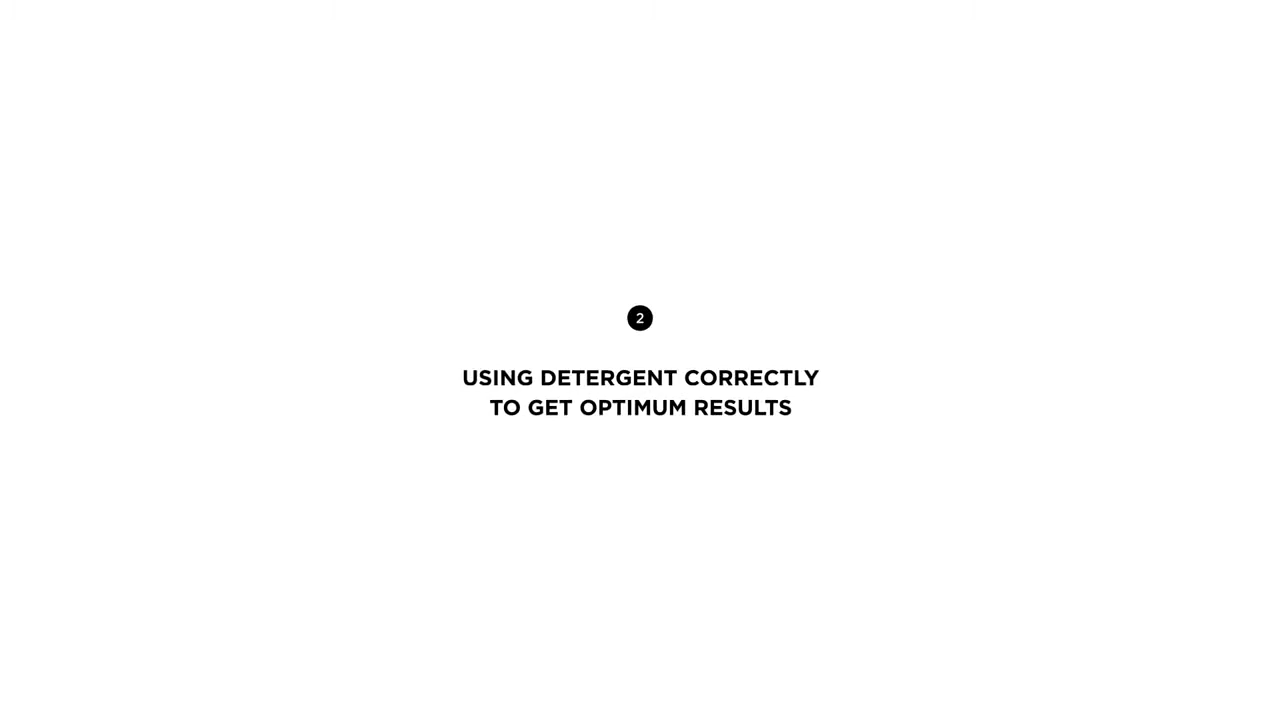 2
USING DETERGENT CORRECTLY
TO GET OPTIMUM RESULTS